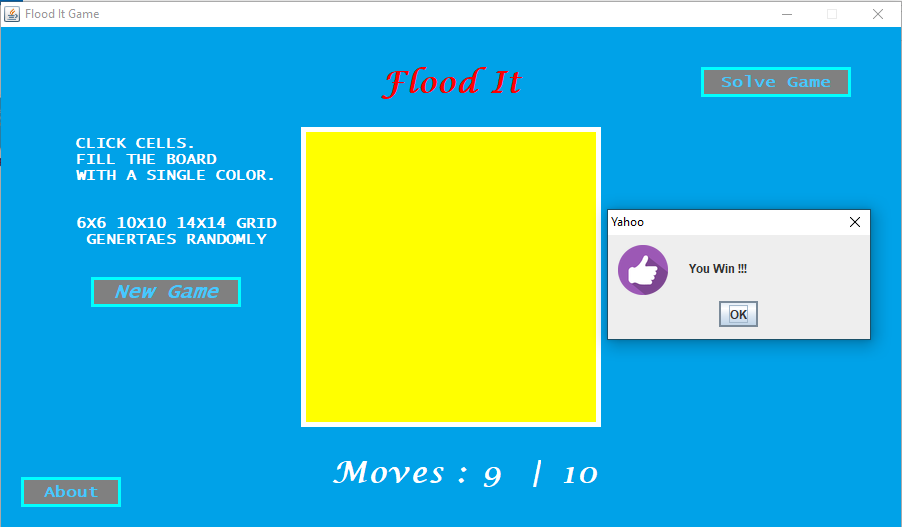 Flood It Game
Flood It
Solve Game
CLICK CELLS.
FILL THE BOARD
WITH A SINGLE COLOR.
6X6 10X10 14X14 GRID
GENERTAES RANDOMLY
New Game
Yahoo
You Win !!!
OK
Moves : 9 | 10
About